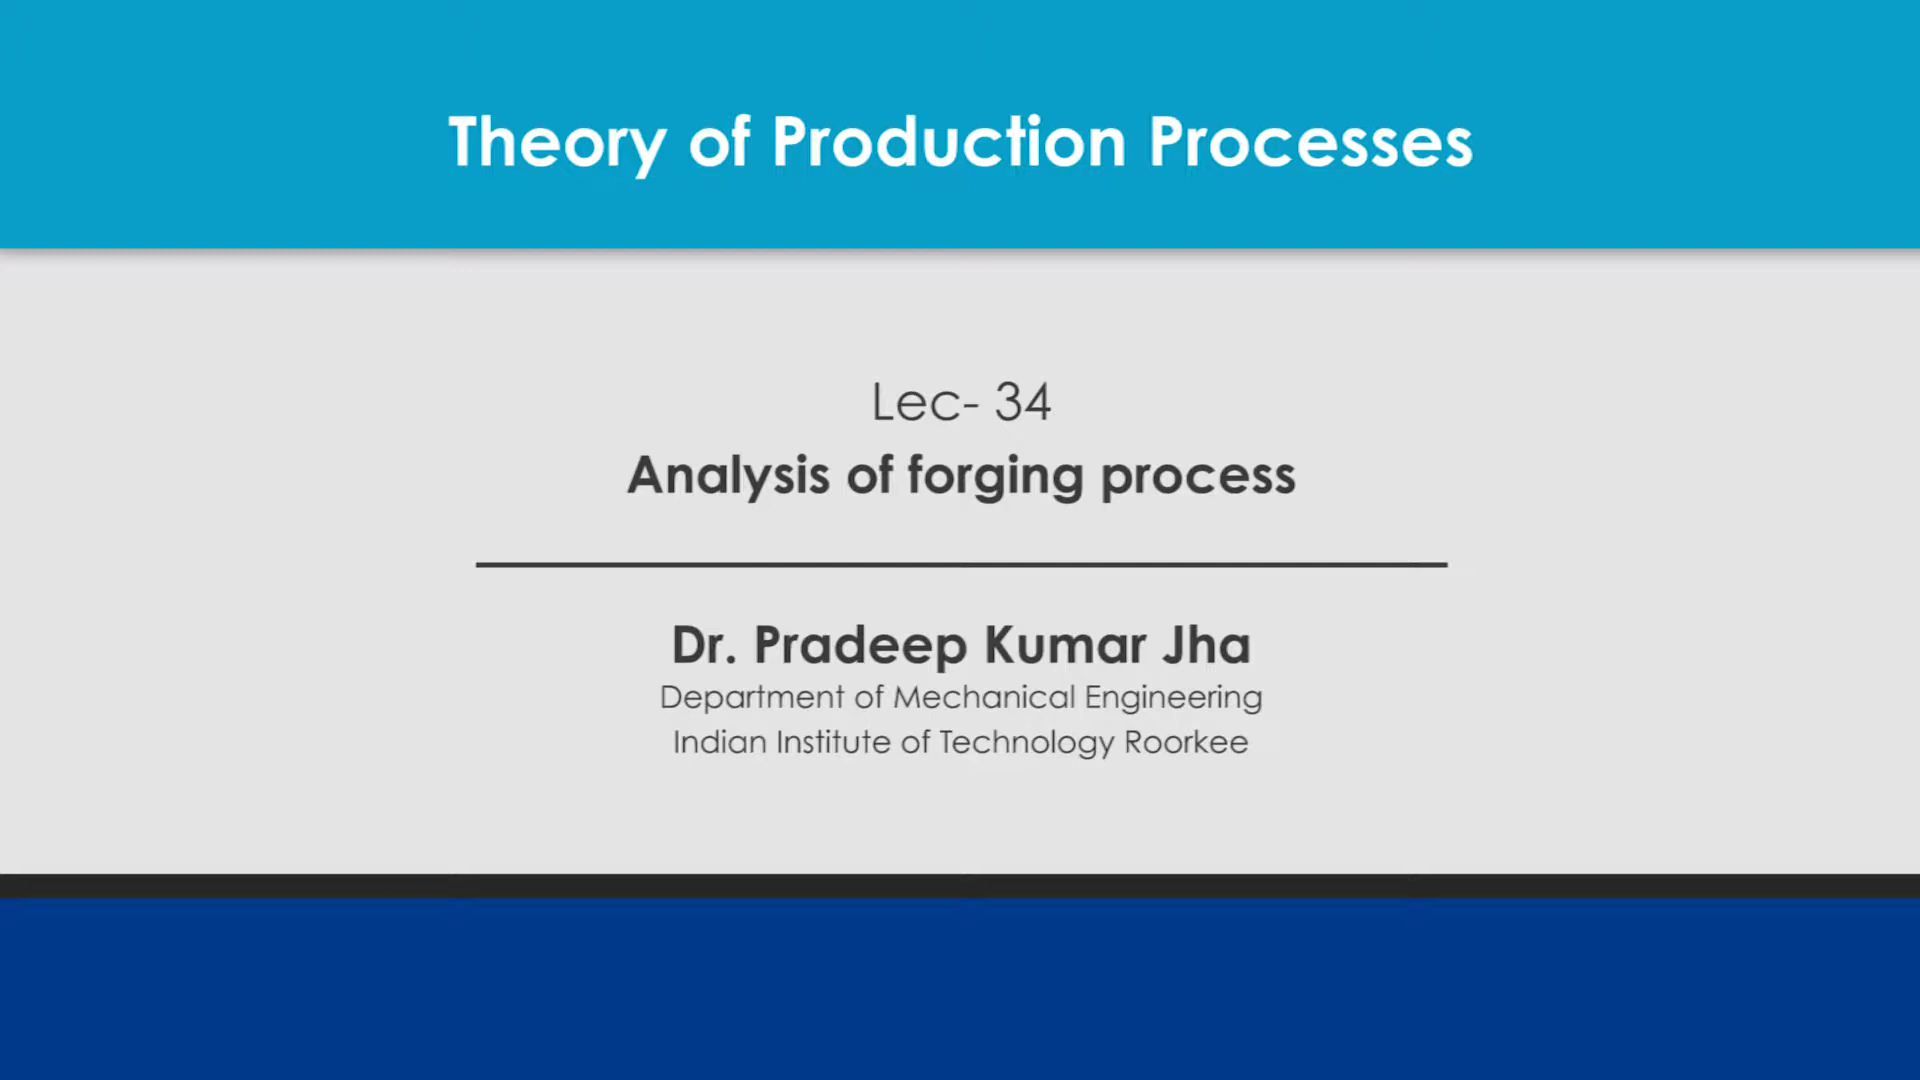 Theory of Production Processes
Lec- 34
Analysis of forging process
Dr. Pradeep Kumar Jha
Department of Mechanical Engineering
Indian Institute of Technology Roorkee